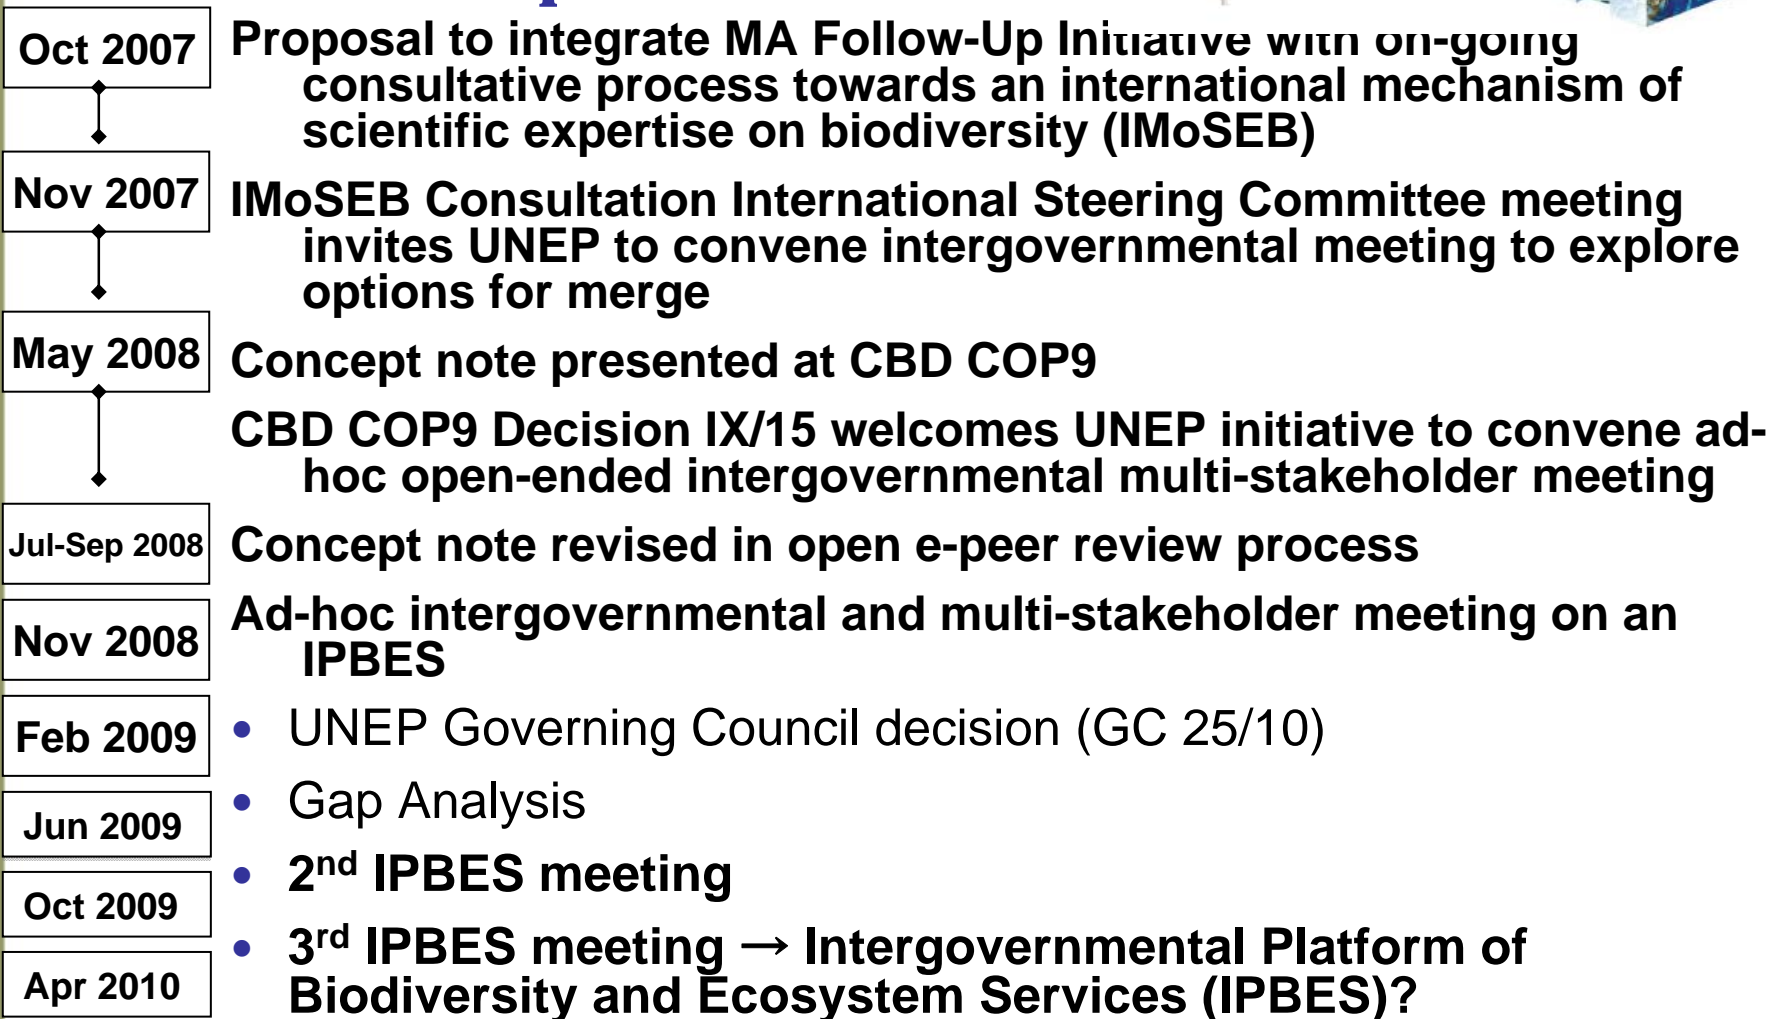 Oct 2007
Proposal to integrate MA Follow-Up Initiative with on-going
consultative process towards an international mechanism of
scientific expertise on biodiversity (IMoSEB)
Nov 2007
IMoSEB Consultation International Steering Committee meeting
invites UNEP to convene intergovernmental meeting to explore
options for merge
May 2008
Concept note presented at CBD COP9
CBD COP9 Decision IX/15 welcomes UNEP initiative to convene ad-
hoc open-ended intergovernmental multi-stakeholder meeting
Jul-Sep 2008
Concept note revised in open e-peer review process
Nov 2008
Ad-hoc intergovernmental and multi-stakeholder meeting on an
IPBES
Feb 2009
• UNEP Governing Council decision (GC 25/10)
Jun 2009
• Gap Analysis
Oct 2009
• 2nd IPBES meeting
Apr 2010
• 3rd IPBES meeting → Intergovernmental Platform of
Biodiversity and Ecosystem Services (IPBES)?